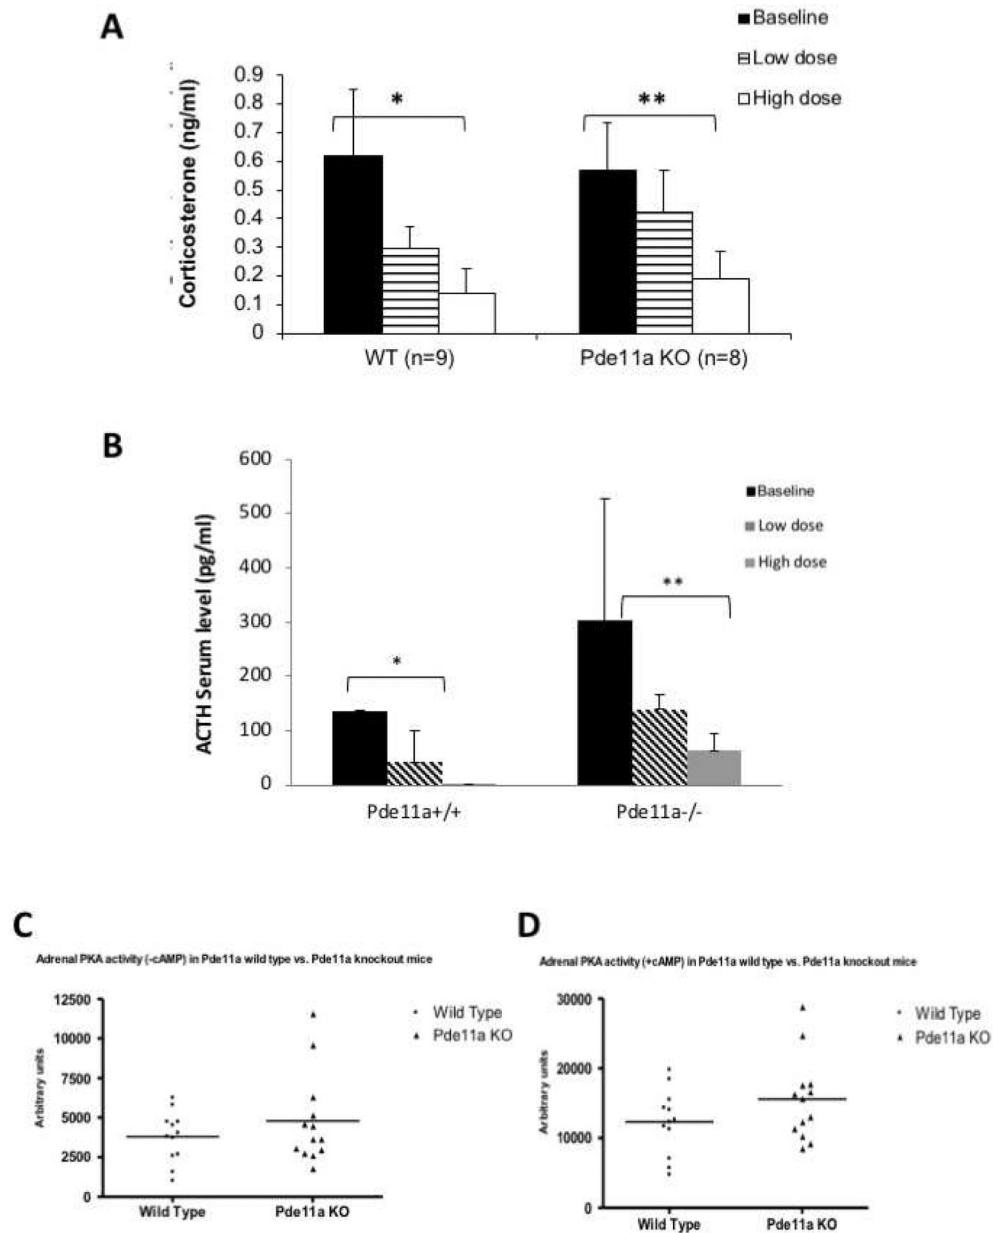 A
Baseline
Low dose
High dose
Corticosterone (ng/ml)
0.9
0.8
0.7
0.6
0.5
0.4
0.3
0.2
0.1
0
*
**
WT (n=9)
Pde11a KO (n=8)
B
ACTH Serum level (pg/ml)
600
500
400
300
200
100
0
Baseline
Low dose
High dose
*
**
Pde11a+/+
Pde11a-/-
C
Adrenal PKA activity (-cAMP) in Pde11a wild type vs. Pde11a knockout mice
Arbitrary units
12500
10000
7500
5000
2500
0
Wild Type
Pde11a KO
Wild Type
Pde11a KO
D
Adrenal PKA activity (+cAMP) in Pde11a wild type vs. Pde11a knockout mice
Arbitrary units
30000
20000
10000
0
Wild Type
Pde11a KO
Wild Type
Pde11a KO